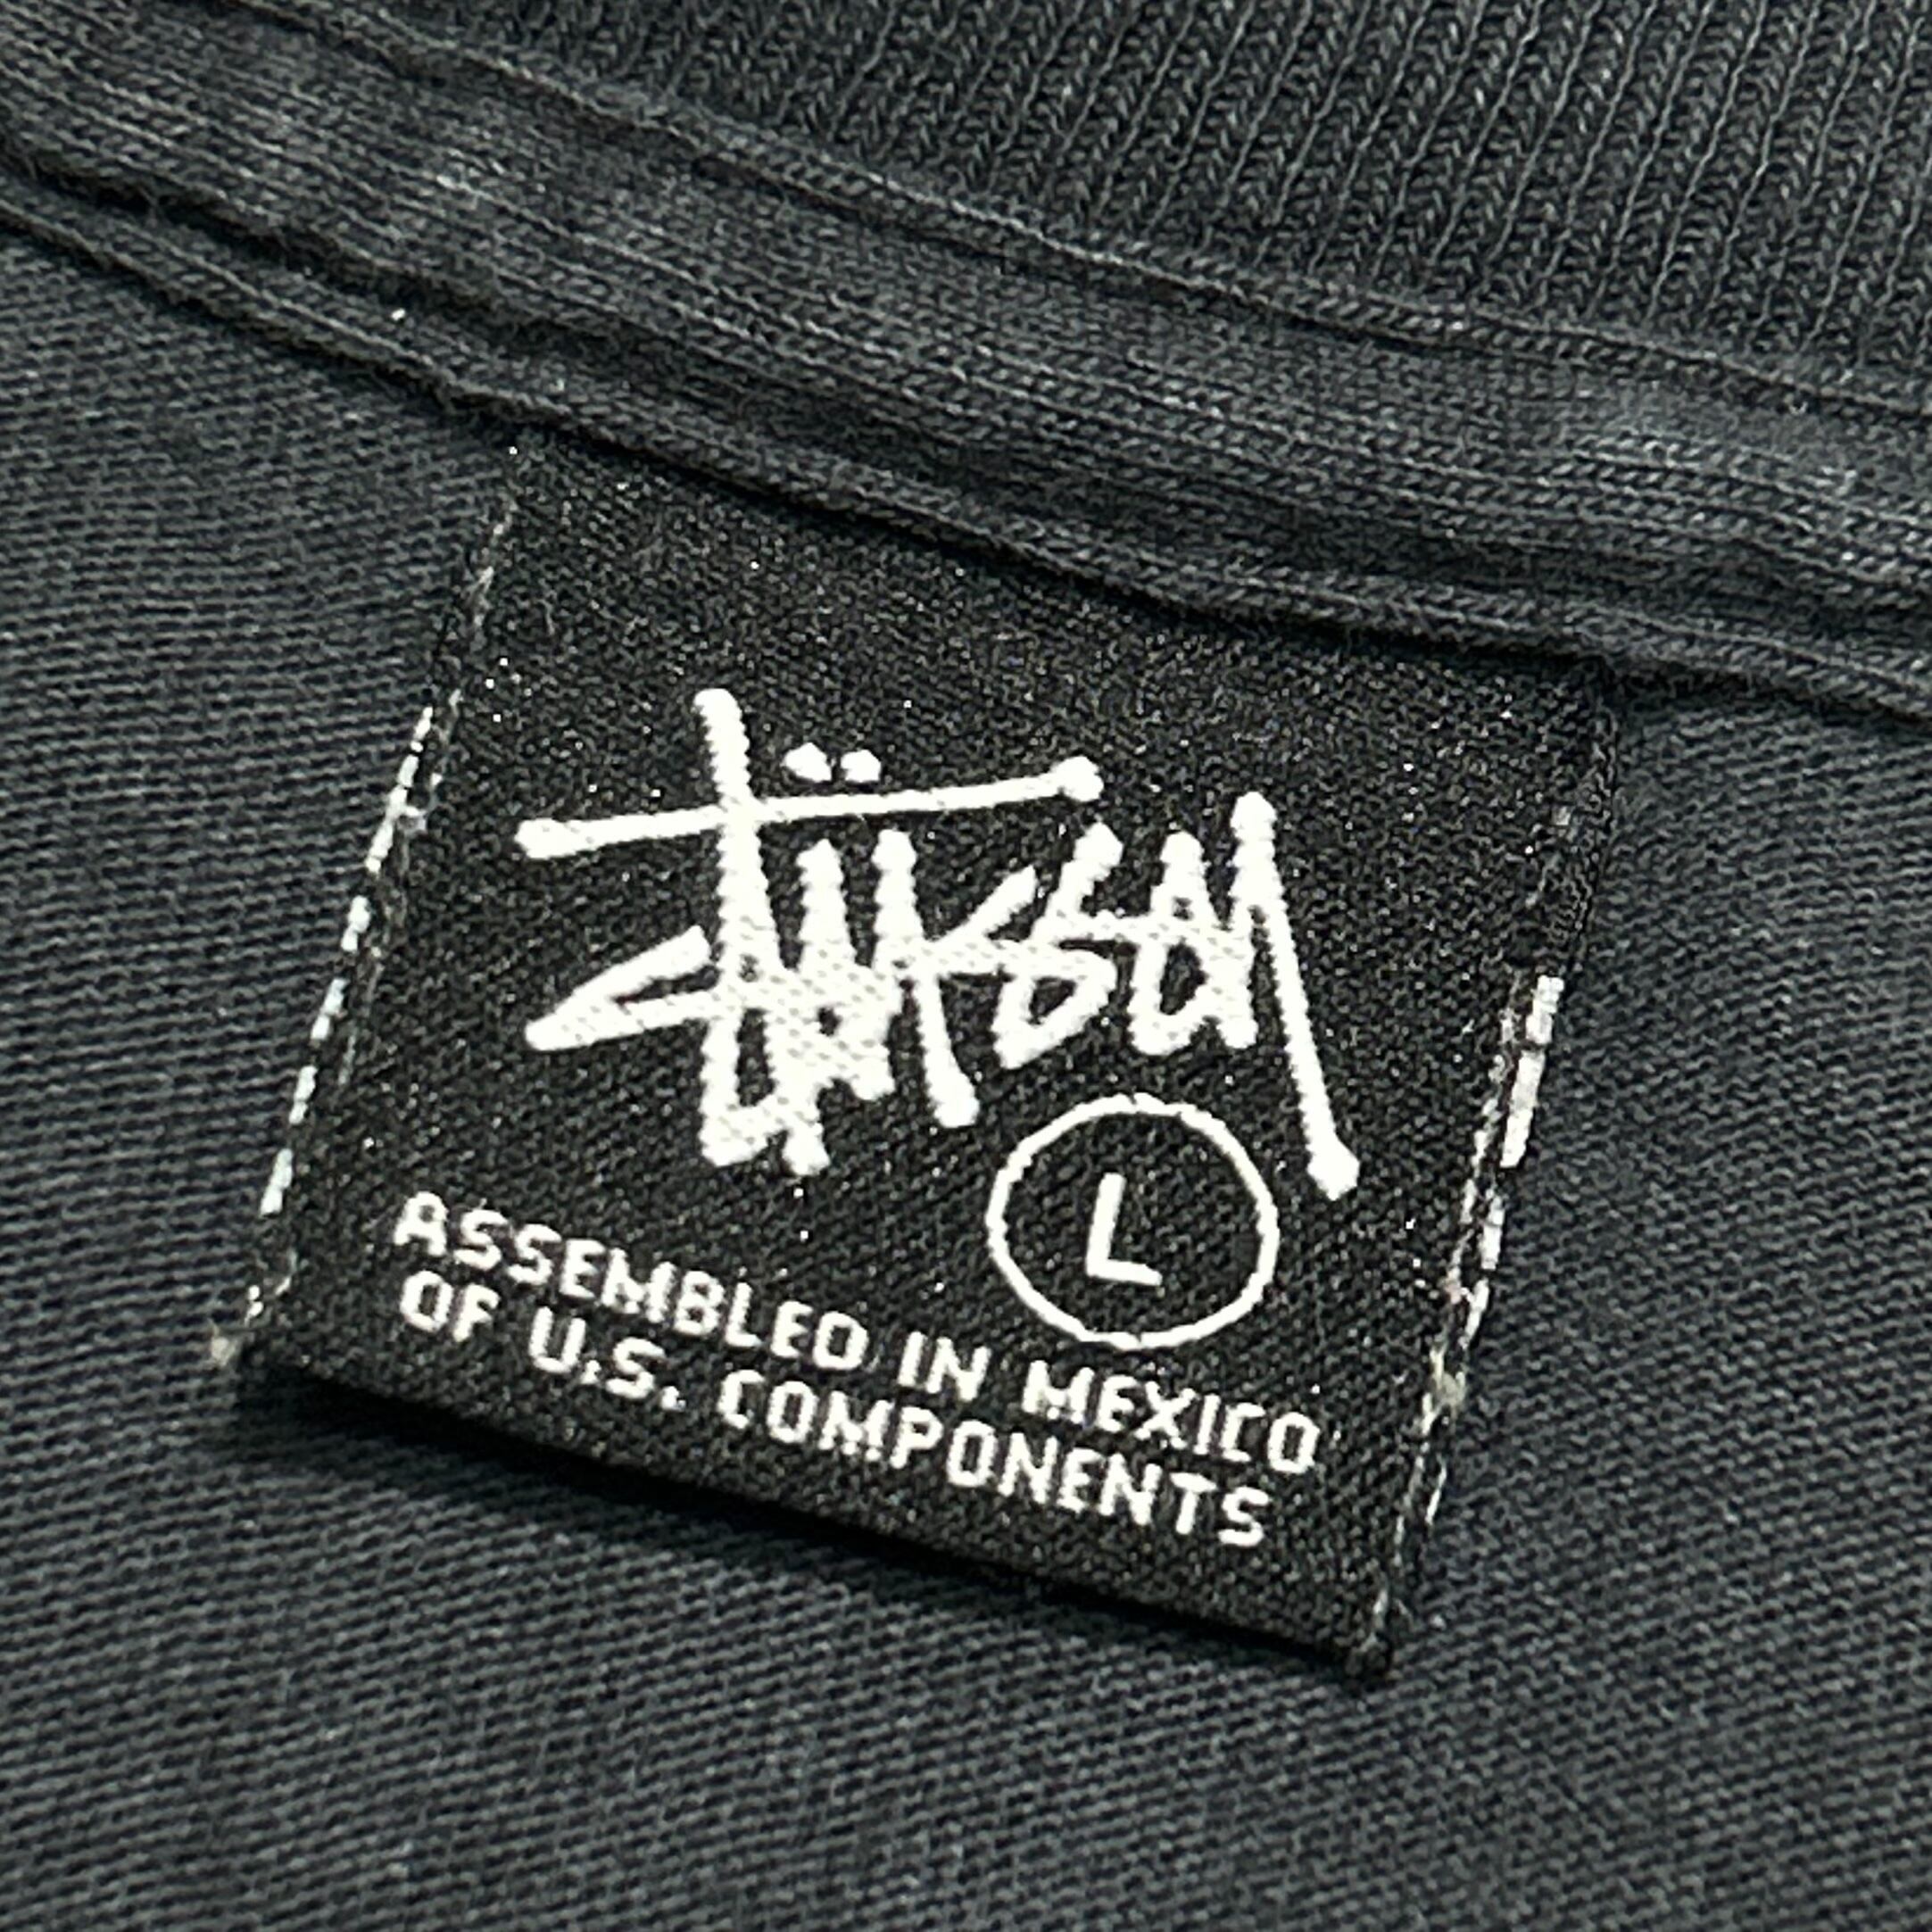 Stüssy
L
ASSEMBLED IN MEXICO
OF U.S. COMPONENTS